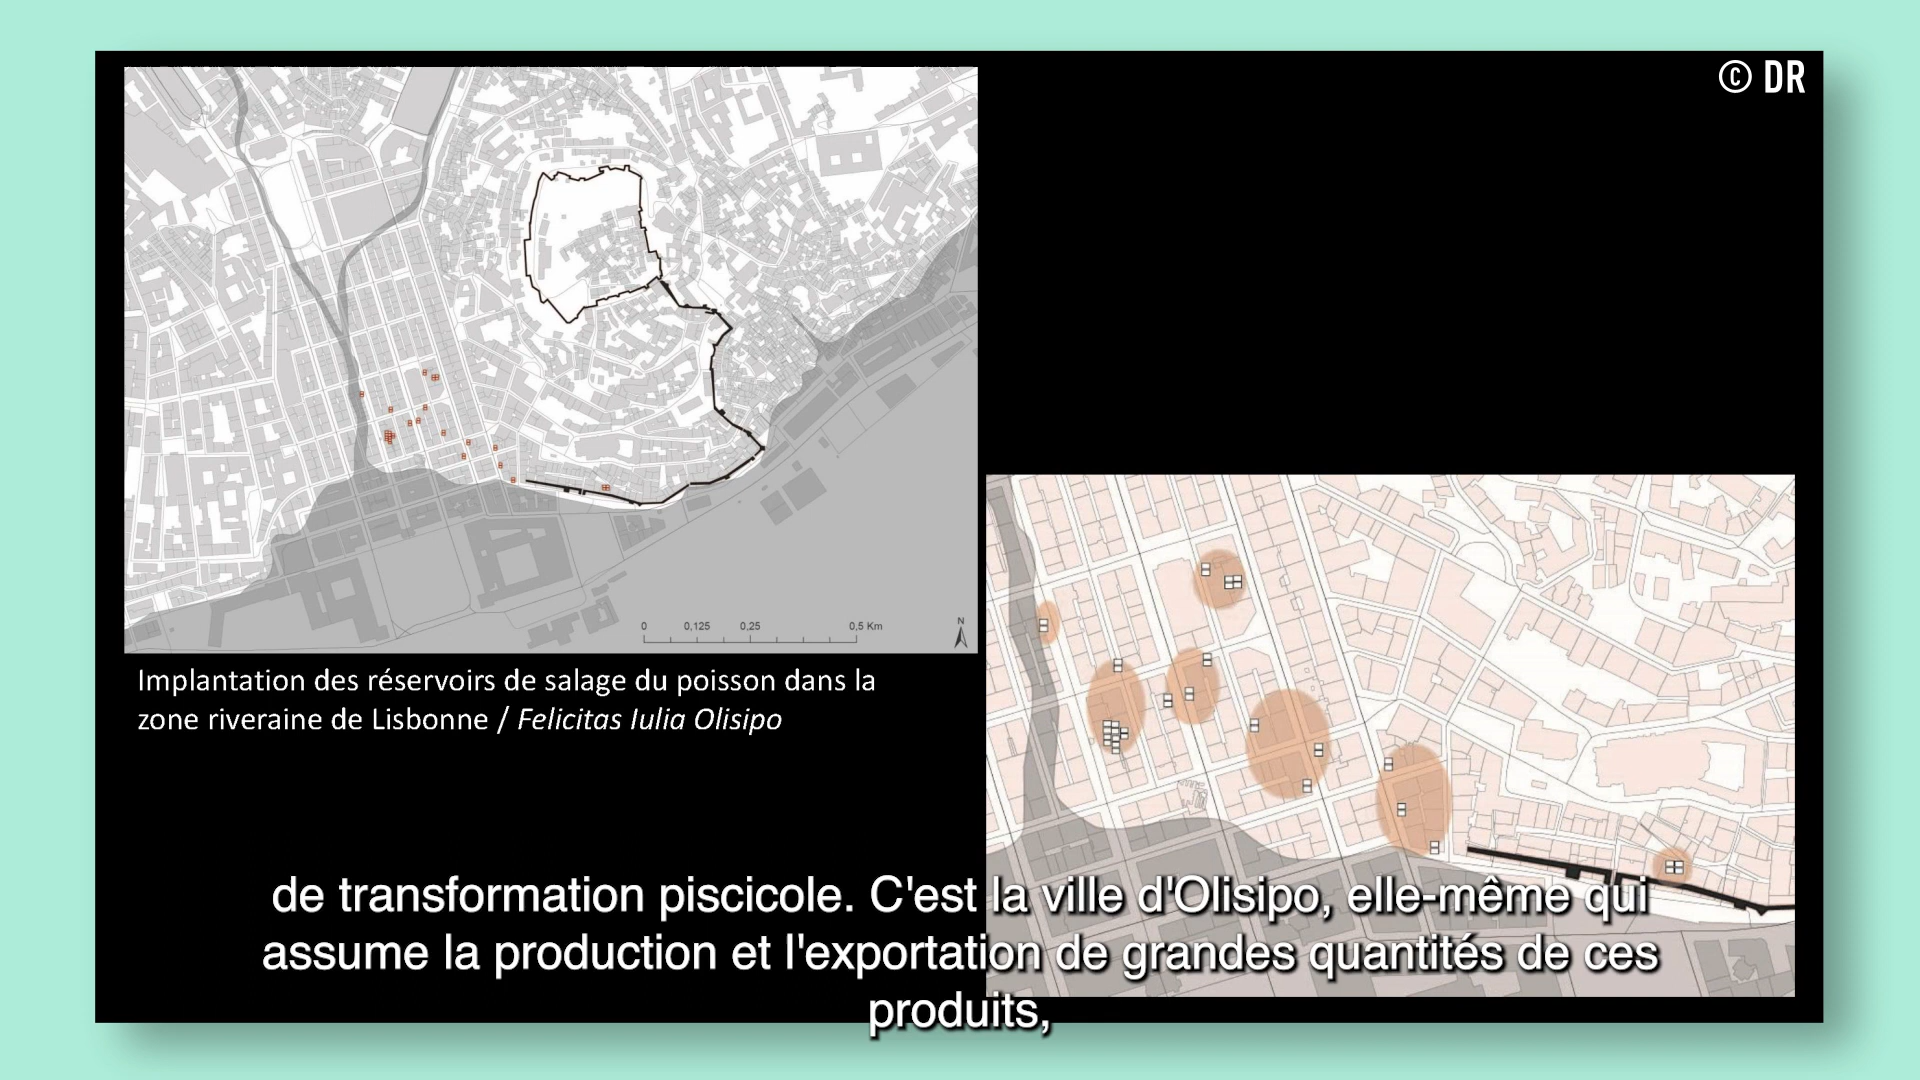 © DR
0 0,125 0,25 0,5 Km
N
Implantation des réservoirs de salage du poisson dans la
zone riveraine de Lisbonne / Felicitas Iulia Olisipo
de transformation piscicole. C'est la ville d'Olisipo, elle-même qui
assume la production et l'exportation de grandes quantités de ces
produits,